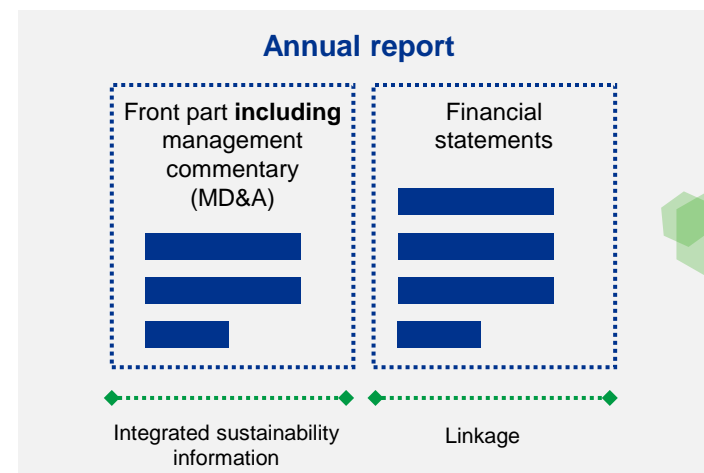 Annual report
Front part including
management
commentary
(MD&A)
Financial
statements
Integrated sustainability
information
Linkage